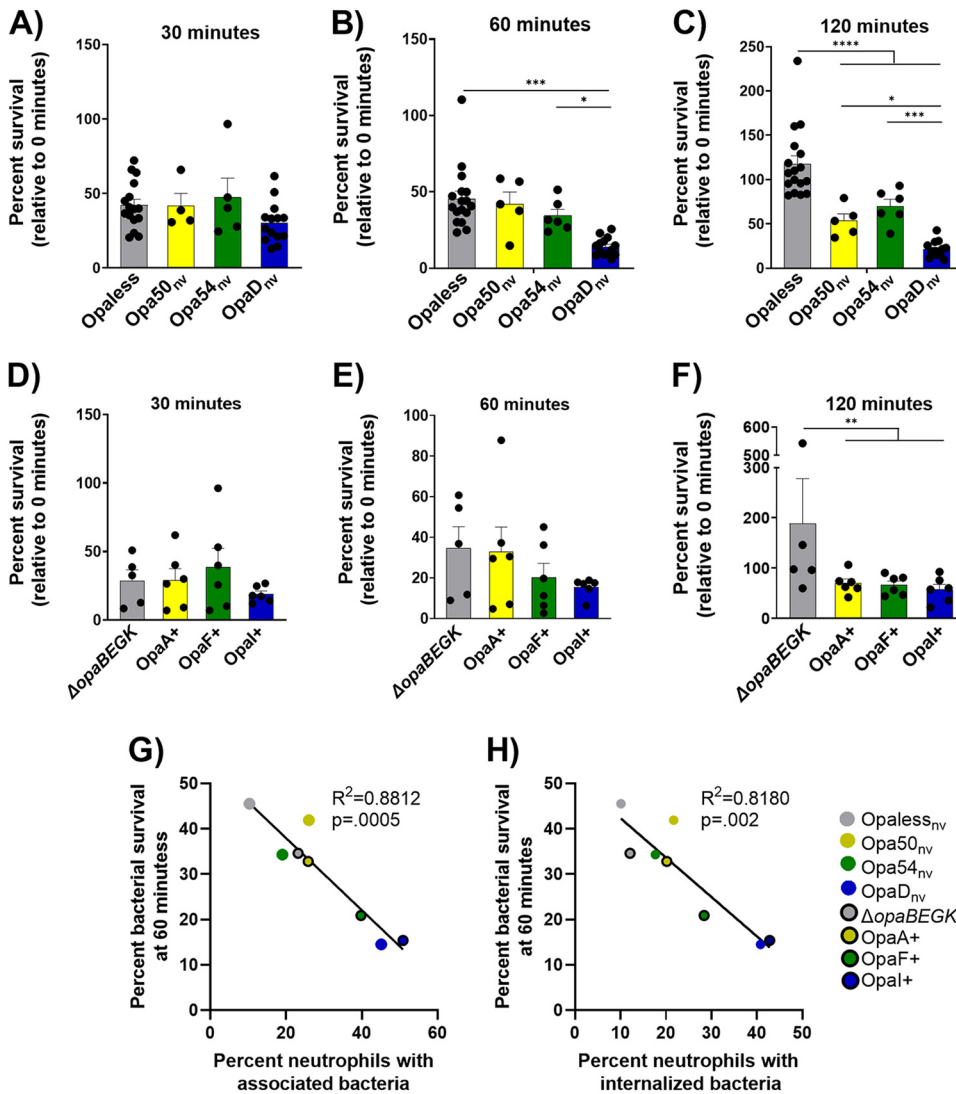 A)
30 minutes
Percent survival
(relative to 0 minutes)
150
100
50
0
Opaless
Opa50nv
Opa54nv
OpaDnv
B)
60 minutes
Percent survival
(relative to 0 minutes)
150
100
50
0
***
*
Opaless
Opa50nv
Opa54nv
OpaDnv
C)
120 minutes
Percent survival
(relative to 0 minutes)
250
200
150
100
50
0
****
*
***
Opaless
Opa50nv
Opa54nv
OpaDnv
D)
30 minutes
Percent survival
(relative to 0 minutes)
150
100
50
0
ΔopaBEGK
OpaA+
OpaF+
OpaI+
E)
60 minutes
Percent survival
(relative to 0 minutes)
100
80
60
40
20
0
ΔopaBEGK
OpaA+
OpaF+
OpaI+
F)
120 minutes
Percent survival
(relative to 0 minutes)
600
500
300
200
100
0
**
ΔopaBEGK
OpaA+
OpaF+
OpaI+
G)
Percent bacterial survival
at 60 minutess
50
40
30
20
10
0
R²=0.8812
p=.0005
0 20 40 60
Percent neutrophils with
associated bacteria
H)
Percent bacterial survival
at 60 minutes
50
40
30
20
10
0
R²=0.8180
p=.002
0 10 20 30 40 50
Percent neutrophils with
internalized bacteria
Opalessnv
Opa50nv
Opa54nv
OpaDnv
ΔopaBEGK
OpaA+
OpaF+
OpaI+